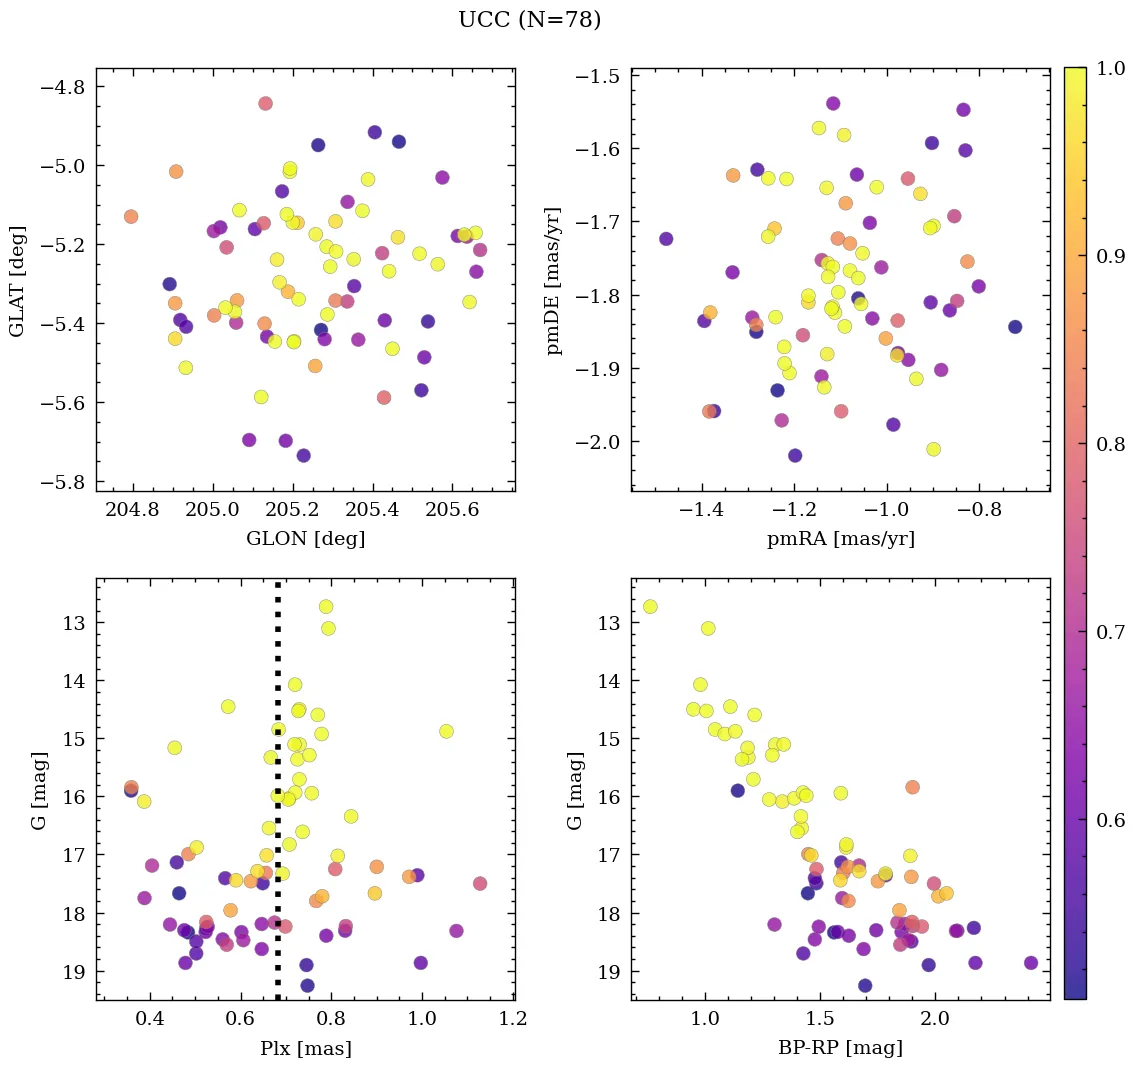 UCC (N=78)
−4.8
−5.0
−5.2
−5.4
−5.6
−5.8
GLAT [deg]
204.8 205.0 205.2 205.4 205.6
GLON [deg]
−1.5
−1.6
−1.7
−1.8
−1.9
−2.0
pmDE [mas/yr]
−1.4 −1.2 −1.0 −0.8
pmRA [mas/yr]
1.0
0.9
0.8
0.7
0.6
13
14
15
16
17
18
19
G [mag]
0.4 0.6 0.8 1.0 1.2
Plx [mas]
13
14
15
16
17
18
19
G [mag]
1.0 1.5 2.0
BP-RP [mag]